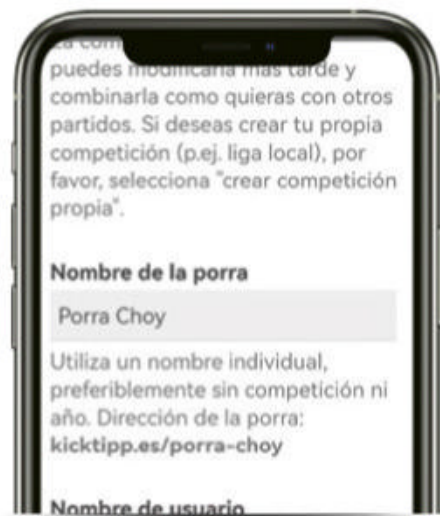 puedes modificarla más tarde y
combinarla como quieras con otros
partidos. Si deseas crear tu propia
competición (p.ej. liga local), por
favor, selecciona "crear competición
propia".
Nombre de la porra
Porra Choy
Utiliza un nombre individual,
preferiblemente sin competición ni
año. Dirección de la porra:
kicktipp.es/porra-choy
Nombre de usuario